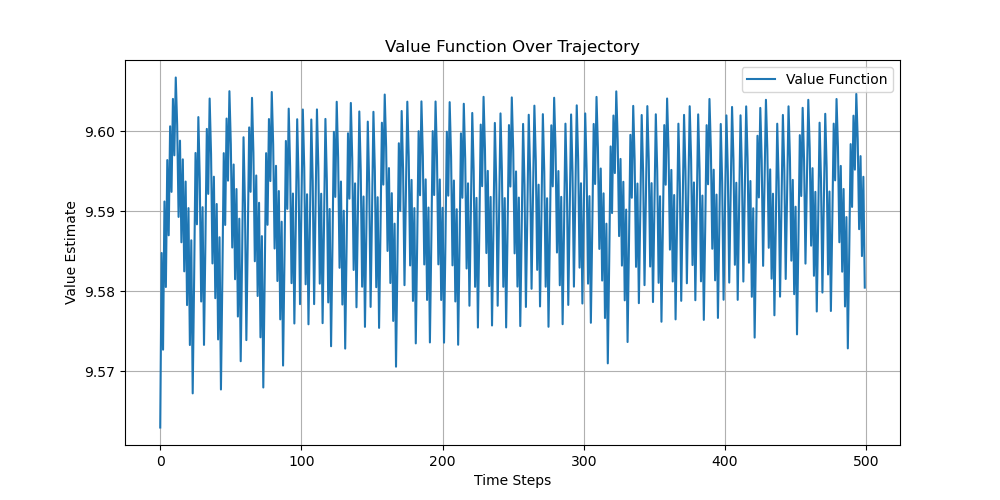 Value Function Over Trajectory
Value Function
9.60
9.59
9.58
9.57
Value Estimate
0 100 200 300 400 500
Time Steps